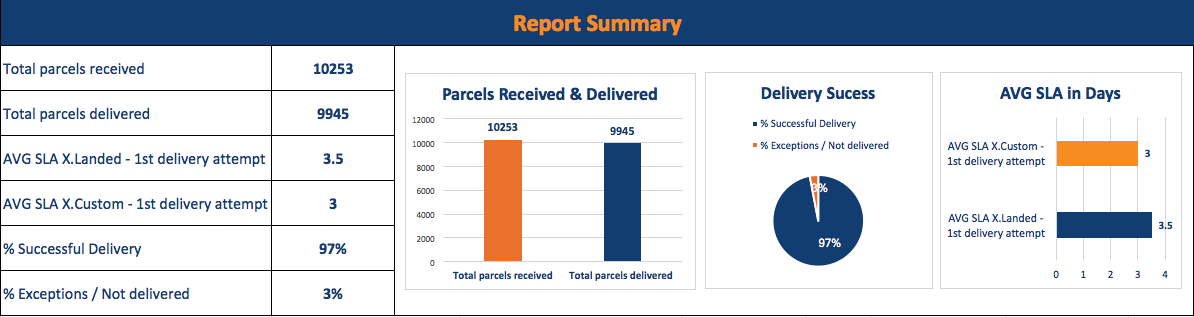 Report Summary
Total parcels received 10253
Total parcels delivered 9945
AVG SLA X.Landed - 1st delivery attempt 3.5
AVG SLA X.Custom - 1st delivery attempt 3
% Successful Delivery 97%
% Exceptions / Not delivered 3%
Parcels Received & Delivered
12000
10000
8000
6000
4000
2000
0
10253
9945
Total parcels received Total parcels delivered
Delivery Sucess
% Successful Delivery
% Exceptions / Not delivered
3%
97%
AVG SLA in Days
AVG SLA X.Custom -
1st delivery attempt
3
AVG SLA X.Landed -
1st delivery attempt
3.5
0 1 2 3 4